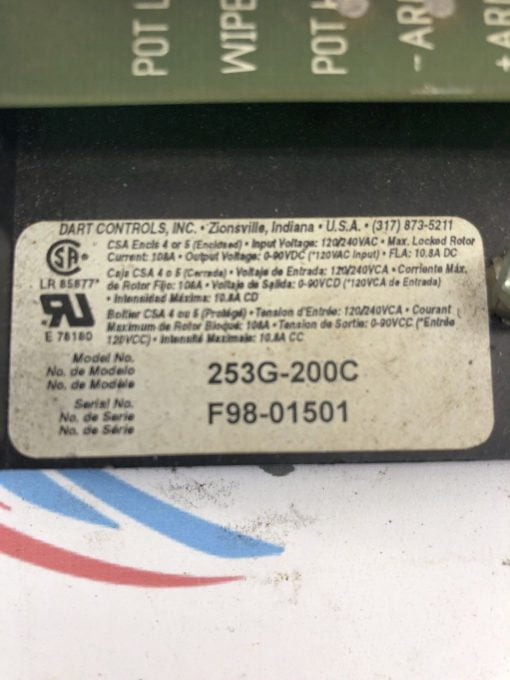 POT L
WIPE
POT H
- ARM
+ ARM
DART CONTROLS, INC. • Zionsville, Indiana • U.S.A. • (317) 873-5211
CSA Encls 4 or 5 (Enclosed) • Input Voltage: 120/240VAC • Max. Locked Rotor
Current: 108A • Output Voltage: 0-90VDC (*120VAC Input) • FLA: 10.8A DC
Caja CSA 4 o 5 (Cerrada) • Voltaje de Entrada: 120/240VCA • Corriente Máx.
de Rotor Fijo: 108A • Voltaje de Salida: 0-90VCD (*120VCA de Entrada)
• Intensidad Máxima: 10.8A CD
Boîtier CSA 4 ou 5 (Protégé) • Tension d'Entrée: 120/240VCA • Courant
Maximum de Rotor Bloqué: 108A • Tension de Sortie: 0-90VCC (*Entrée
120VCC) • Intensité Maximale: 10.8A CC
SA
LR 85877*
RU
E 78180
Model No.
No. de Modelo
No. de Modèle
253G-200C
Serial No.
No. de Serie
No. de Série
F98-01501